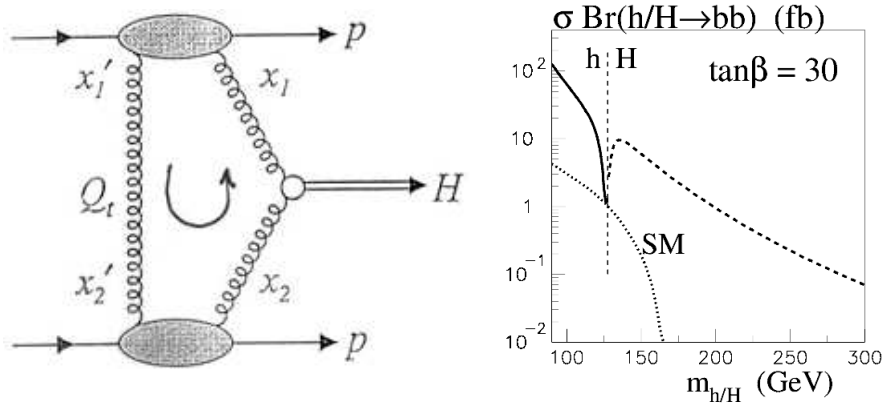 p
x₁' x₁
Qₜ H
x₂' x₂
p
σ Br(h/H→bb) (fb)
h H
tanβ = 30
SM
10²
10
1
10⁻¹
10⁻²
100 150 200 250 300
m_h/H (GeV)